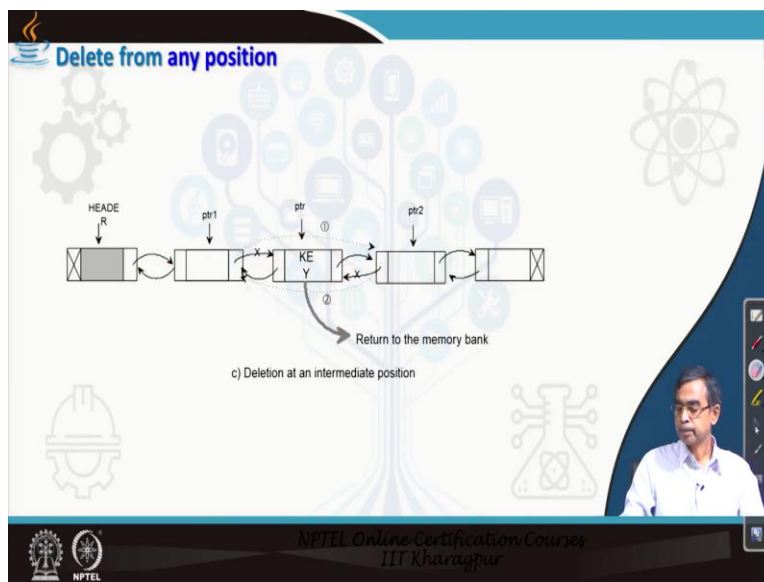 Delete from any position
HEADE
R
ptr1
ptr
ptr2
①
X
KE
Y
X
②
Return to the memory bank
c) Deletion at an intermediate position
NPTEL Online Certification Courses
IIT Kharagpur
NPTEL